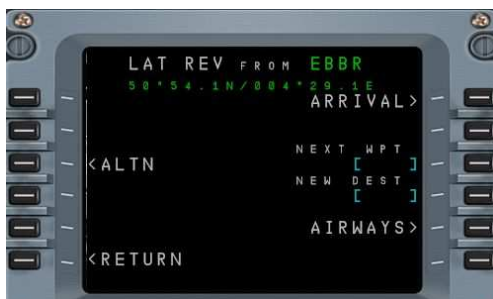 LAT REV FROM EBBR
50°54.1N/004°29.1E
ARRIVAL>
NEXT WPT
<ALTN [ ]
NEW DEST
[ ]
AIRWAYS>
<RETURN